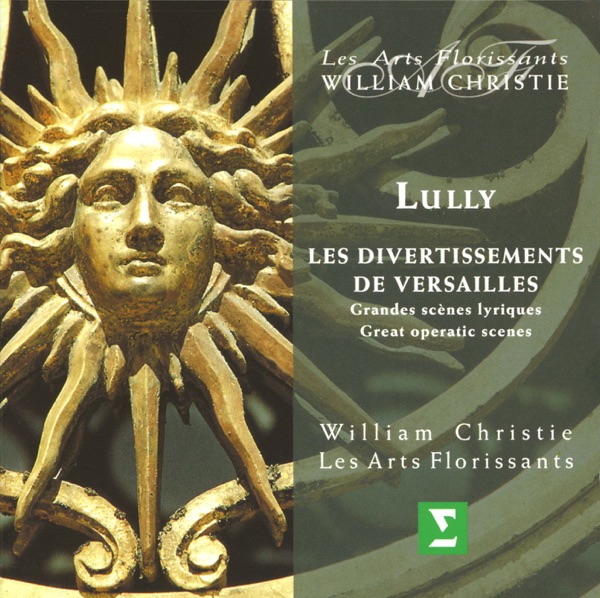 Les Arts Florissants
WILLIAM CHRISTIE
LULLY
LES DIVERTISSEMENTS
DE VERSAILLES
Grandes scènes lyriques
Great operatic scenes
William Christie
Les Arts Florissants
Σ